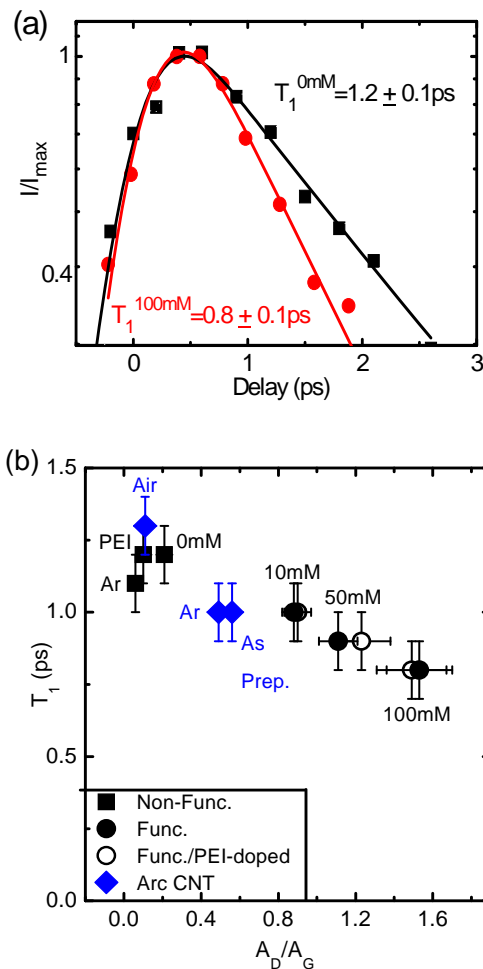 (a)
1
T₁^0mM=1.2 ± 0.1ps
I/I_max
0.4
T₁^100mM=0.8 ± 0.1ps
0 1 2 3
Delay (ps)
(b)
1.5
Air
PEI 0mM
Ar
10mM
50mM
1.0
Ar
As
Prep.
100mM
T₁ (ps)
0.5
Non-Func.
Func.
Func./PEI-doped
Arc CNT
0.0
0.0 0.4 0.8 1.2 1.6
A_D/A_G